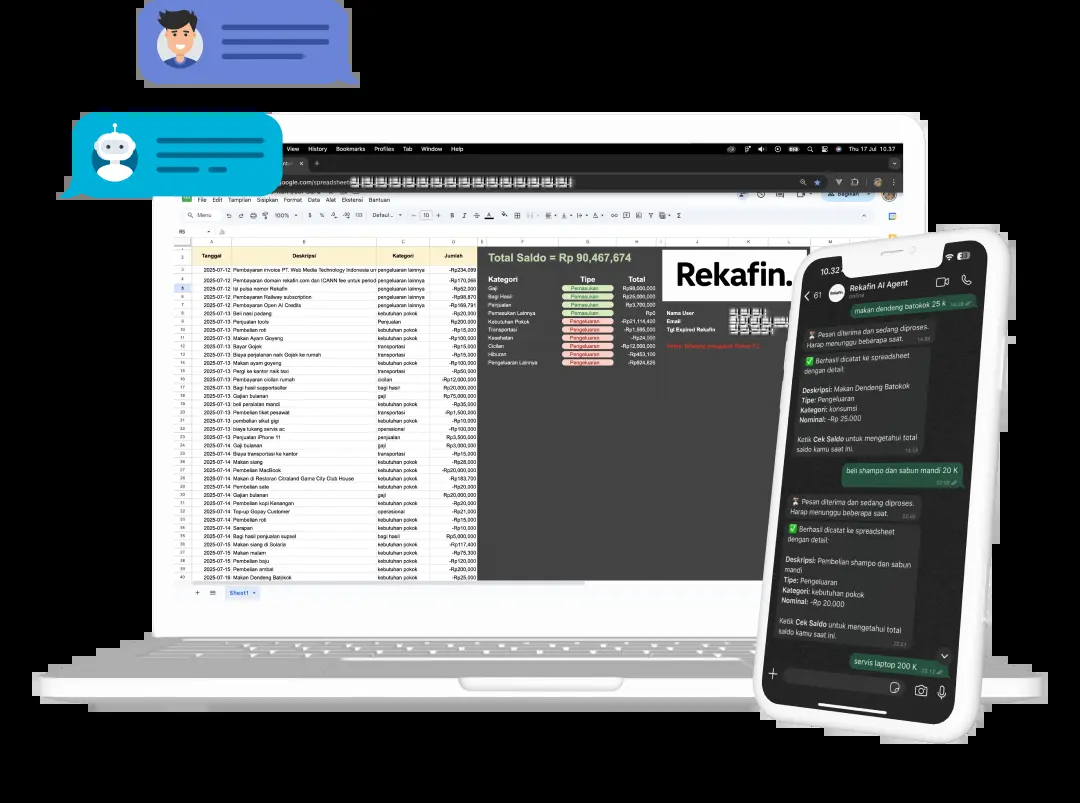 View History Bookmarks Profiles Tab Window Help
Thu 17 Jul 10.37
oogle.com/spreadsheet
File Edit Tampilan Sisipkan Format Data Alat Ekstensi Bantuan
Bagikan
Menu 100% 123 Defaul... 10
A B C D E F G H I J K L M
Tanggal Deskripsi Kategori Jumlah
2025-07-12 Pembayaran invoice PT. Web Media Technology Indonesia un pengeluaran lainnya -Rp234,099
2025-07-12 Pembayaran domain rekafin.com dan ICANN fee untuk period pengeluaran lainnya -Rp170,066
2025-07-12 Isi pulsa nomor Rekafin pengeluaran lainnya -Rp52,000
2025-07-12 Pembayaran Railway subscription pengeluaran lainnya -Rp98,870
2025-07-12 Pembayaran Open AI Credits pengeluaran lainnya -Rp169,791
2025-07-12 Beli nasi padang kebutuhan pokok -Rp20,000
2025-07-12 Penjualan tools Penjualan Rp200,000
2025-07-12 Pembelian roti kebutuhan pokok -Rp15,000
2025-07-13 Makan Ayam Goyeng kebutuhan pokok -Rp100,000
2025-07-13 Bayar Gojek transportasi -Rp15,000
2025-07-13 Biaya perjalanan naik Gojek ke rumah transportasi -Rp15,000
2025-07-13 Makan ayam goyeng kebutuhan pokok -Rp100,000
2025-07-13 Pergi ke kantor naik taxi transportasi -Rp50,000
2025-07-13 Pembayaran cicilan rumah cicilan -Rp12,000,000
2025-07-13 Bagi hasil supportseller bagi hasil Rp20,000,000
2025-07-13 Gajian bulanan gaji Rp75,000,000
2025-07-13 beli peralatan mandi kebutuhan pokok -Rp35,000
2025-07-13 Pembelian tiket pesawat transportasi -Rp1,500,000
2025-07-13 pembelian sikat gigi kebutuhan pokok -Rp10,000
2025-07-13 biaya tukang servis ac operasional -Rp100,000
2025-07-13 Penjualan iPhone 11 penjualan Rp3,500,000
2025-07-14 Gaji bulanan gaji Rp3,000,000
2025-07-14 Biaya transportasi ke kantor transportasi -Rp15,000
2025-07-14 Makan siang kebutuhan pokok -Rp28,000
2025-07-14 Pembelian MacBook kebutuhan pokok -Rp20,000,000
2025-07-14 Makan di Restoran Citraland Gama City Club House kebutuhan pokok -Rp183,700
2025-07-14 Pembelian sate kebutuhan pokok -Rp20,000
2025-07-14 Gajian bulanan gaji Rp20,000,000
2025-07-14 Pembelian kopi Kenangan kebutuhan pokok -Rp20,000
2025-07-14 Top-up Gopay Customer operasional -Rp21,000
2025-07-14 Pembelian roti kebutuhan pokok -Rp15,000
2025-07-14 Sarapan kebutuhan pokok -Rp10,000
2025-07-14 Bagi hasil penjualan supsel bagi hasil Rp5,000,000
2025-07-15 Makan siang di Solaria kebutuhan pokok -Rp117,400
2025-07-15 Makan malam kebutuhan pokok -Rp75,300
2025-07-15 Pembelian baju kebutuhan pokok -Rp120,000
2025-07-15 Pembelian ambal kebutuhan pokok -Rp200,000
2025-07-16 Makan Dendeng Batokok kebutuhan pokok -Rp25,000
Sheet1
Total Saldo = Rp 90,467,674
Kategori Tipe Total
Gaji Pemasukan Rp98,000,000
Bagi Hasil Pemasukan Rp25,000,000
Penjualan Pemasukan Rp3,700,000
Pemasukan Lainnya Pemasukan Rp0
Kebutuhan Pokok Pengeluaran -Rp21,114,400
Transportasi Pengeluaran -Rp1,595,000
Kesehatan Pengeluaran -Rp24,000
Cicilan Pengeluaran -Rp12,000,000
Hiburan Pengeluaran -Rp453,100
Pengeluaran Lainnya Pengeluaran -Rp824,826
Rekafin.
Name User
Email
Tgl Expired Rekafin
10.32
61 Rekafin AI Agent
online
makan dendeng batokok 25 k
Pesan diterima dan sedang diproses.
Harap menunggu beberapa saat.
Berhasil dicatat ke spreadsheet
dengan detail:
Deskripsi: Makan Dendeng Batokok
Tipe: Pengeluaran
Kategori: konsumsi
Nominal: -Rp 25.000
Ketik Cek Saldo untuk mengetahui total
saldo kamu saat ini.
beli shampo dan sabun mandi 20 K
Pesan diterima dan sedang diproses.
Harap menunggu beberapa saat.
Berhasil dicatat ke spreadsheet
dengan detail:
Deskripsi: Pembelian shampo dan sabun
mandi
Tipe: Pengeluaran
Kategori: kebutuhan pokok
Nominal: -Rp 20.000
Ketik Cek Saldo untuk mengetahui total
saldo kamu saat ini.
servis laptop 200 K